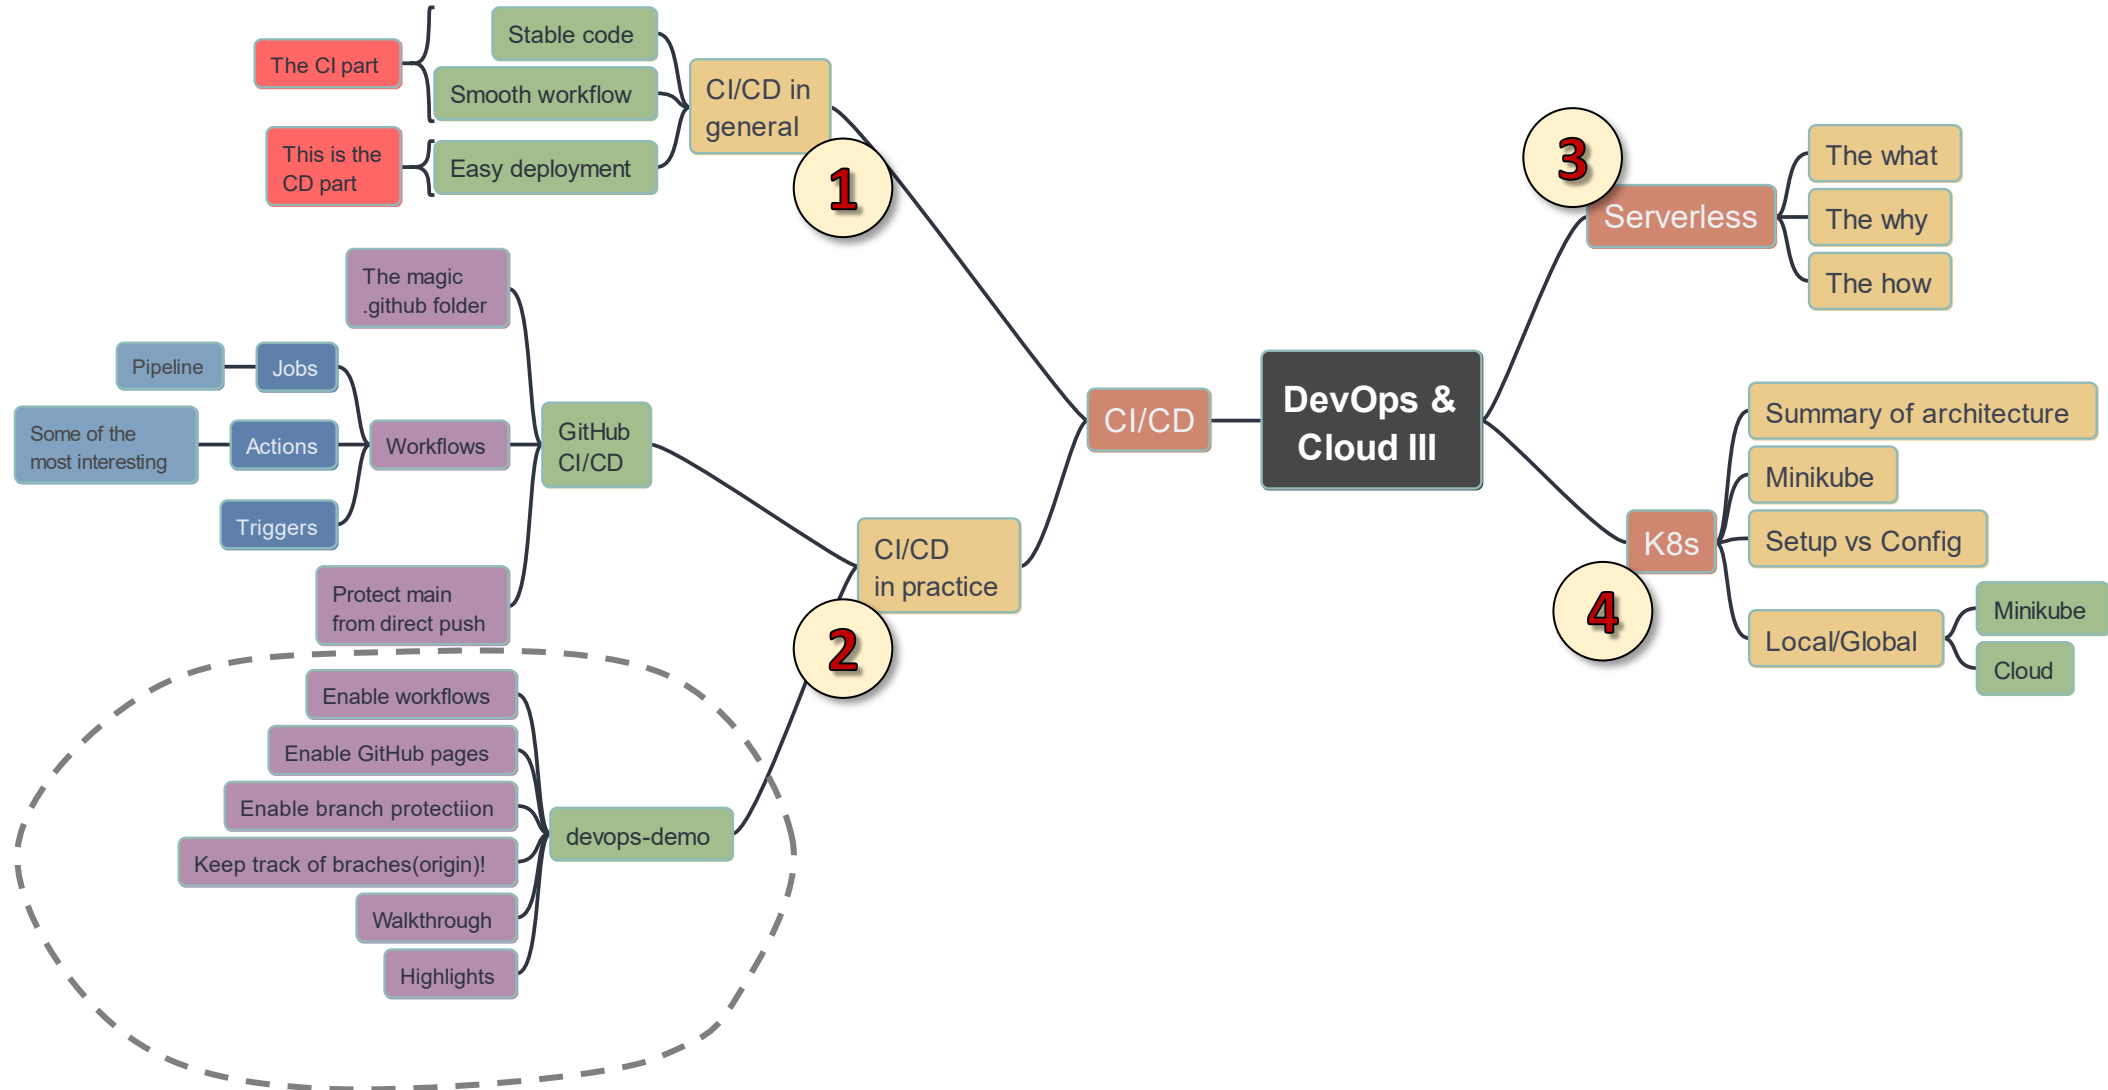 Stable code
The CI part
Smooth workflow
CI/CD in
general
This is the
CD part
Easy deployment
1
The magic
.github folder
Pipeline
Jobs
Some of the
most interesting
Actions
Workflows
GitHub
CI/CD
Triggers
Protect main
from direct push
CI/CD
in practice
2
Enable workflows
Enable GitHub pages
Enable branch protectiion
Keep track of braches(origin)!
Walkthrough
Highlights
devops-demo
CI/CD
DevOps &
Cloud III
3
Serverless
The what
The why
The how
K8s
4
Summary of architecture
Minikube
Setup vs Config
Local/Global
Minikube
Cloud